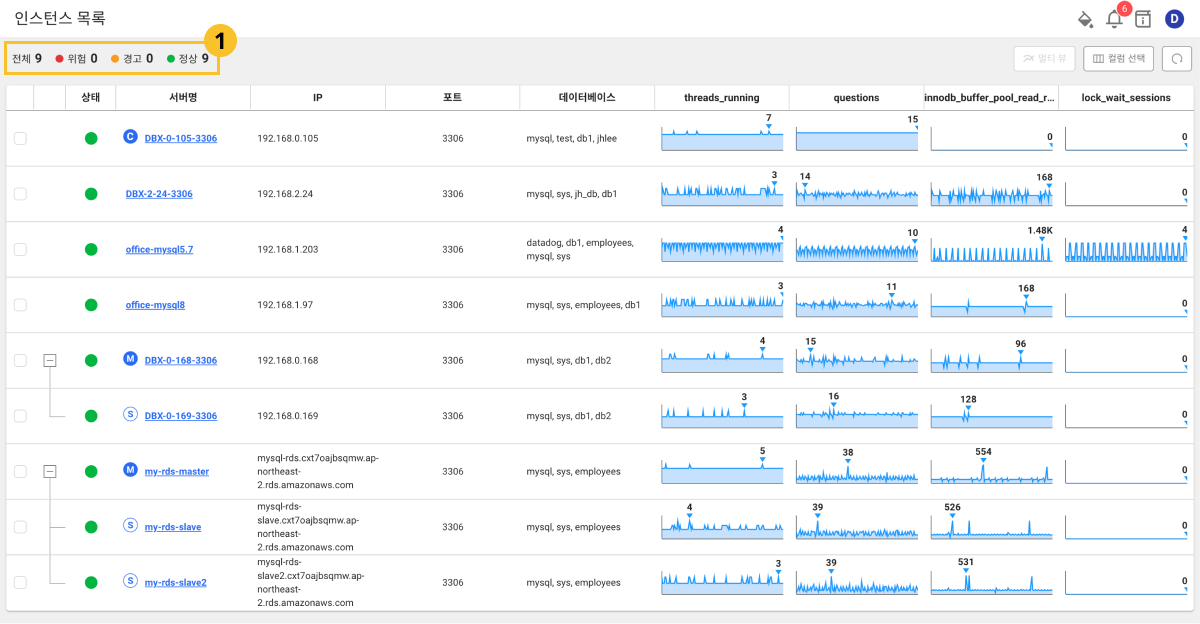 인스턴스 목록
6
D
1
전체 9 위험 0 경고 0 정상 9
멀티 뷰
컬럼 선택
상태 서버명 IP 포트 데이터베이스 threads_running questions innodb_buffer_pool_read_r... lock_wait_sessions
C DBX-0-105-3306 192.168.0.105 3306 mysql, test, db1, jhlee 7 15 0 0
DBX-2-24-3306 192.168.2.24 3306 mysql, sys, jh_db, db1 3 14 168 0
office-mysql5.7 192.168.1.203 3306 datadog, db1, employees, 4 10 1.48K 4
mysql, sys
office-mysql8 192.168.1.97 3306 mysql, sys, employees, db1 3 11 168 0
M DBX-0-168-3306 192.168.0.168 3306 mysql, sys, db1, db2 4 15 96 0
S DBX-0-169-3306 192.168.0.169 3306 mysql, sys, db1, db2 3 16 128 0
mysql-rds.cxt7oajbsqmw.ap-
M my-rds-master northeast- 3306 mysql, sys, employees 5 38 554 0
2.rds.amazonaws.com
mysql-rds-
slave.cxt7oajbsqmw.ap-
S my-rds-slave northeast- 3306 mysql, sys, employees 4 39 526 0
2.rds.amazonaws.com
mysql-rds-
slave2.cxt7oajbsqmw.ap-
S my-rds-slave2 northeast- 3306 mysql, sys, employees 3 39 531 0
2.rds.amazonaws.com